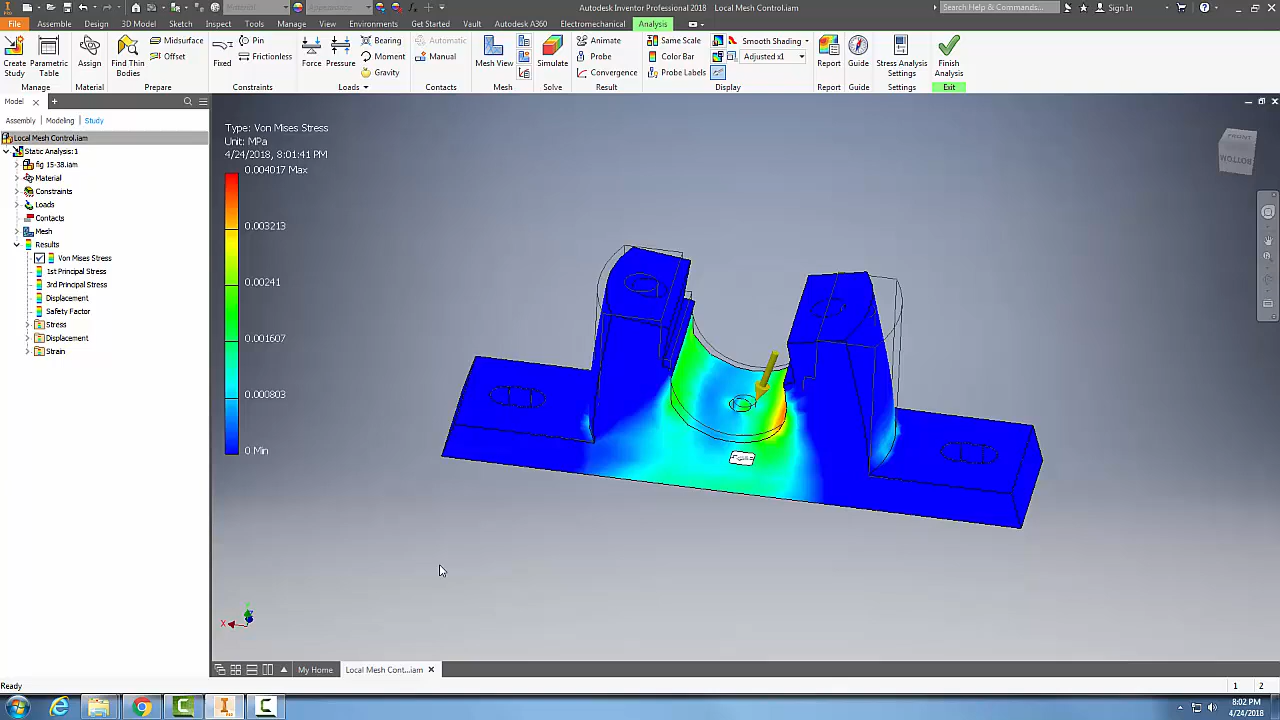 Autodesk Inventor Professional 2018 - Local Mesh Control.iam
Search Help & Commands...
Sign In
File Assemble Design 3D Model Sketch Inspect Tools Manage View Environments Get Started Vault Autodesk A360 Electromechanical Analysis
Create Study
Parametric Table
Manage
Assign
Material
Find Thin Bodies
Midsurface
Offset
Prepare
Fixed
Pin
Frictionless
Constraints
Force
Pressure
Bearing
Moment
Gravity
Loads
Automatic
Manual
Contacts
Mesh View
Mesh
Simulate
Solve
Animate
Probe
Convergence
Result
Same Scale
Color Bar
Probe Labels
Smooth Shading
Adjusted x1
Display
Report
Report
Guide
Guide
Stress Analysis Settings
Settings
Finish Analysis
Exit
Model
Assembly Modeling Study
Local Mesh Control.iam
Static Analysis:1
fig 15-38.iam
Material
Constraints
Loads
Contacts
Mesh
Results
Von Mises Stress
1st Principal Stress
3rd Principal Stress
Displacement
Safety Factor
Stress
Displacement
Strain
Type: Von Mises Stress
Unit: MPa
4/24/2018, 8:01:41 PM
0.004017 Max
0.003213
0.00241
0.001607
0.000803
0 Min
FRONT
BOTTOM
X
My Home
Local Mesh Cont...iam
Ready
1 2
8:02 PM
4/24/2018